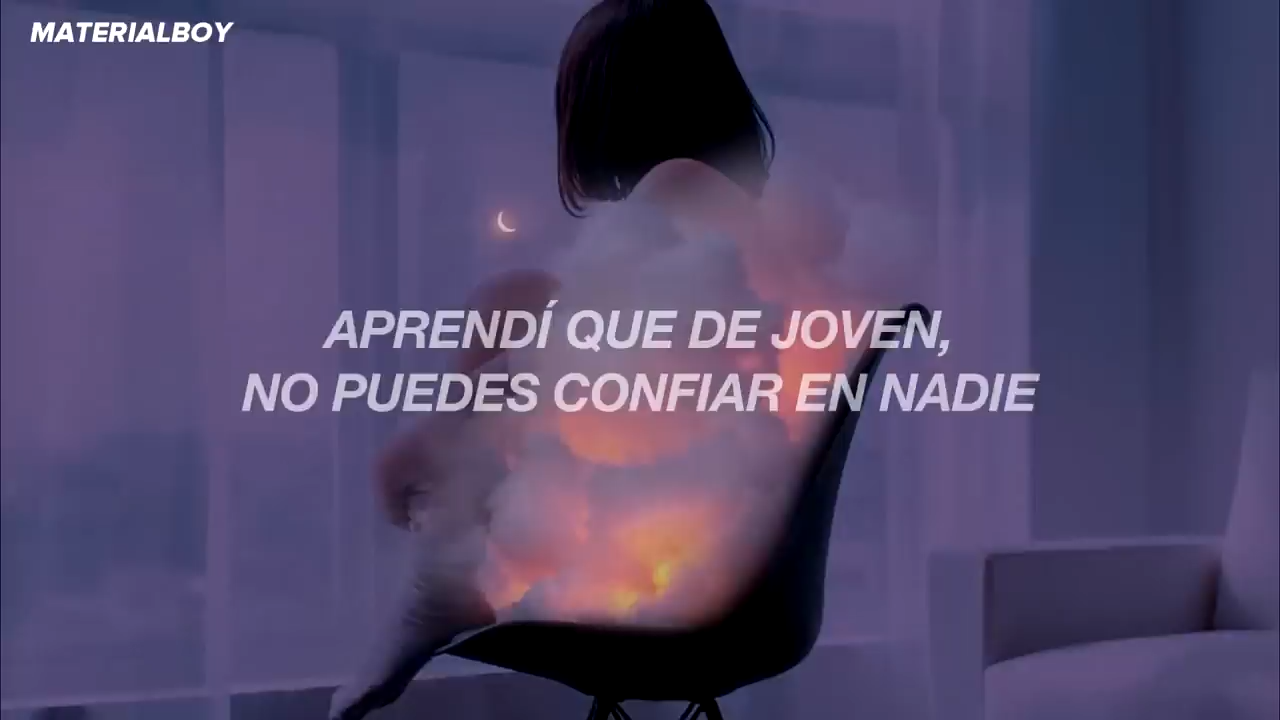 MATERIALBOY
APRENDÍ QUE DE JOVEN,
NO PUEDES CONFIAR EN NADIE